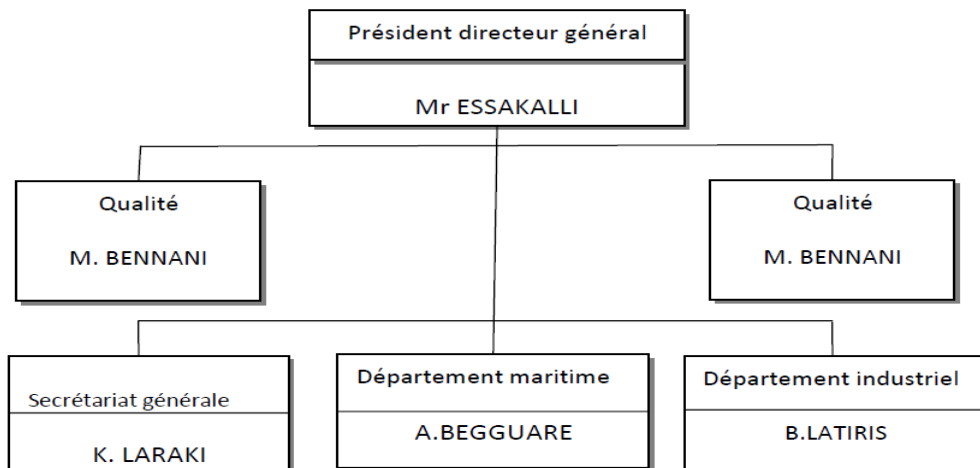 Président directeur général
Mr ESSAKALLI
Qualité
M. BENNANI
Qualité
M. BENNANI
Secrétariat générale
K. LARAKI
Département maritime
A.BEGGUARE
Département industriel
B.LATIRIS